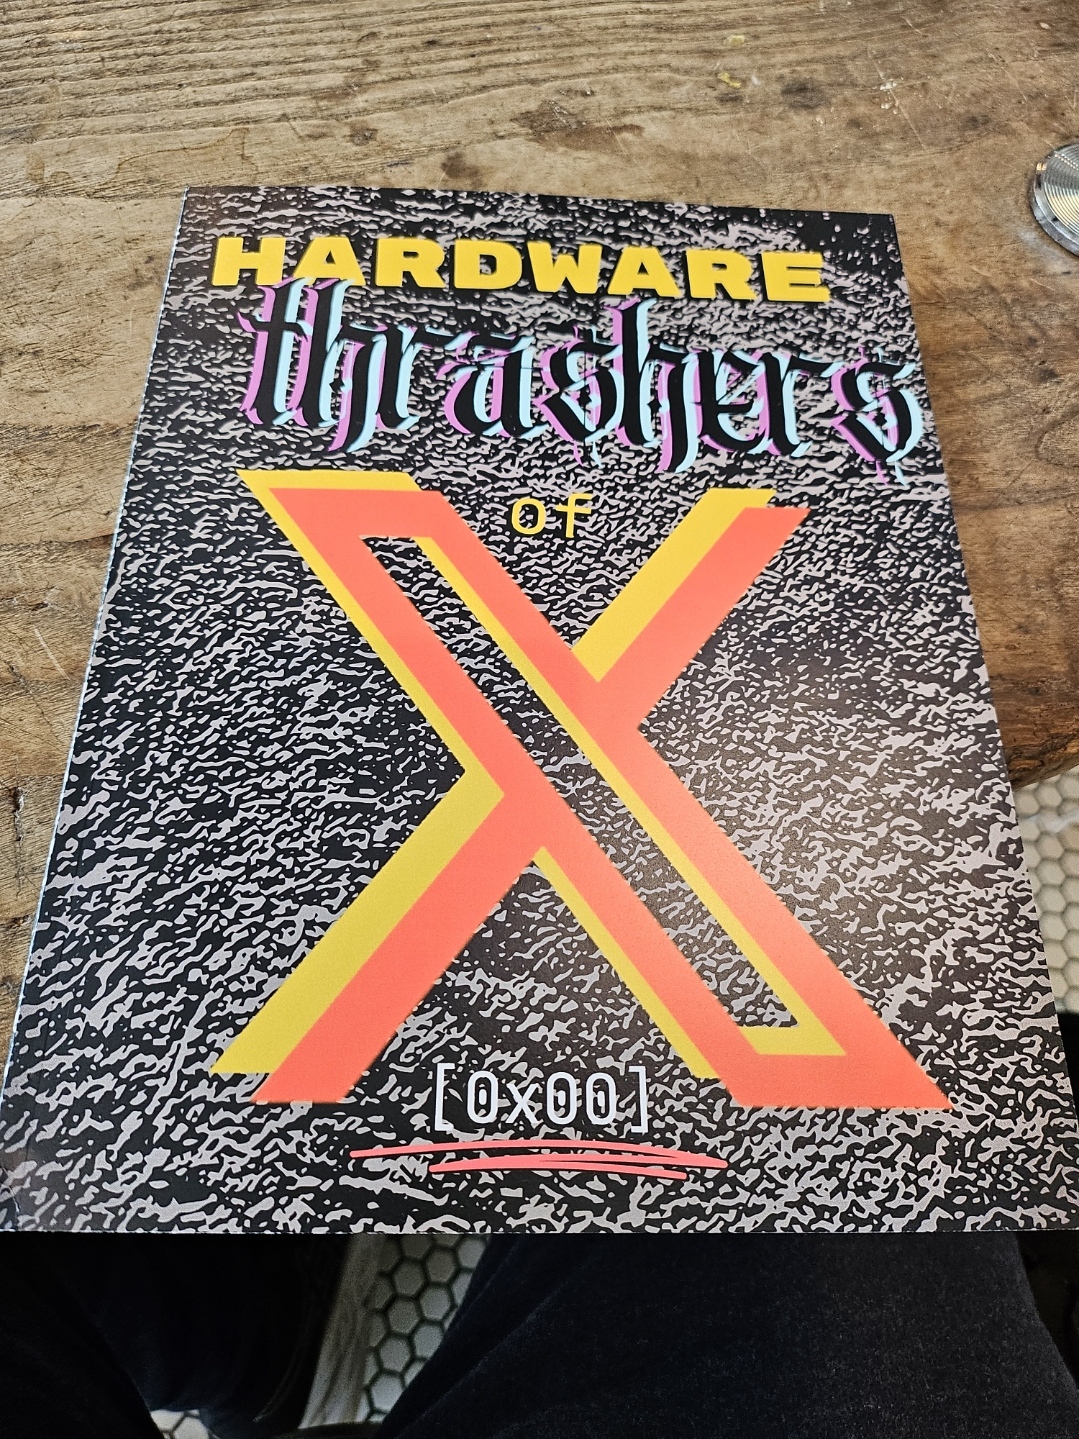 HARDWARE
thrashers
of
X
[0x00]